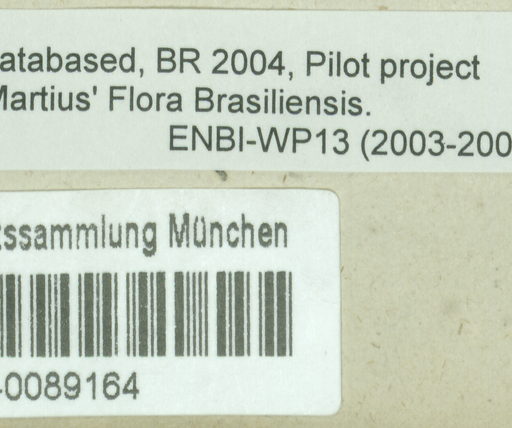 atabased, BR 2004, Pilot project
Martius' Flora Brasiliensis.
ENBI-WP13 (2003-200
tssammlung München
-0089164